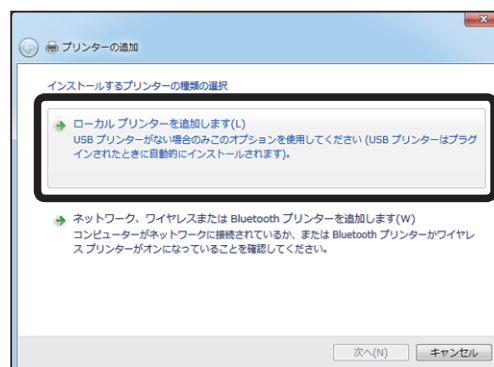 プリンターの追加
インストールするプリンターの種類の選択
ローカル プリンターを追加します(L)
USB プリンターがない場合のみこのオプションを使用してください (USB プリンターはプラグ
インされたときに自動的にインストールされます)。
ネットワーク、ワイヤレスまたは Bluetooth プリンターを追加します(W)
コンピューターがネットワークに接続されているか、または Bluetooth プリンターかワイヤレ
ス プリンターがオンになっていることを確認してください。
次へ(N)
キャンセル